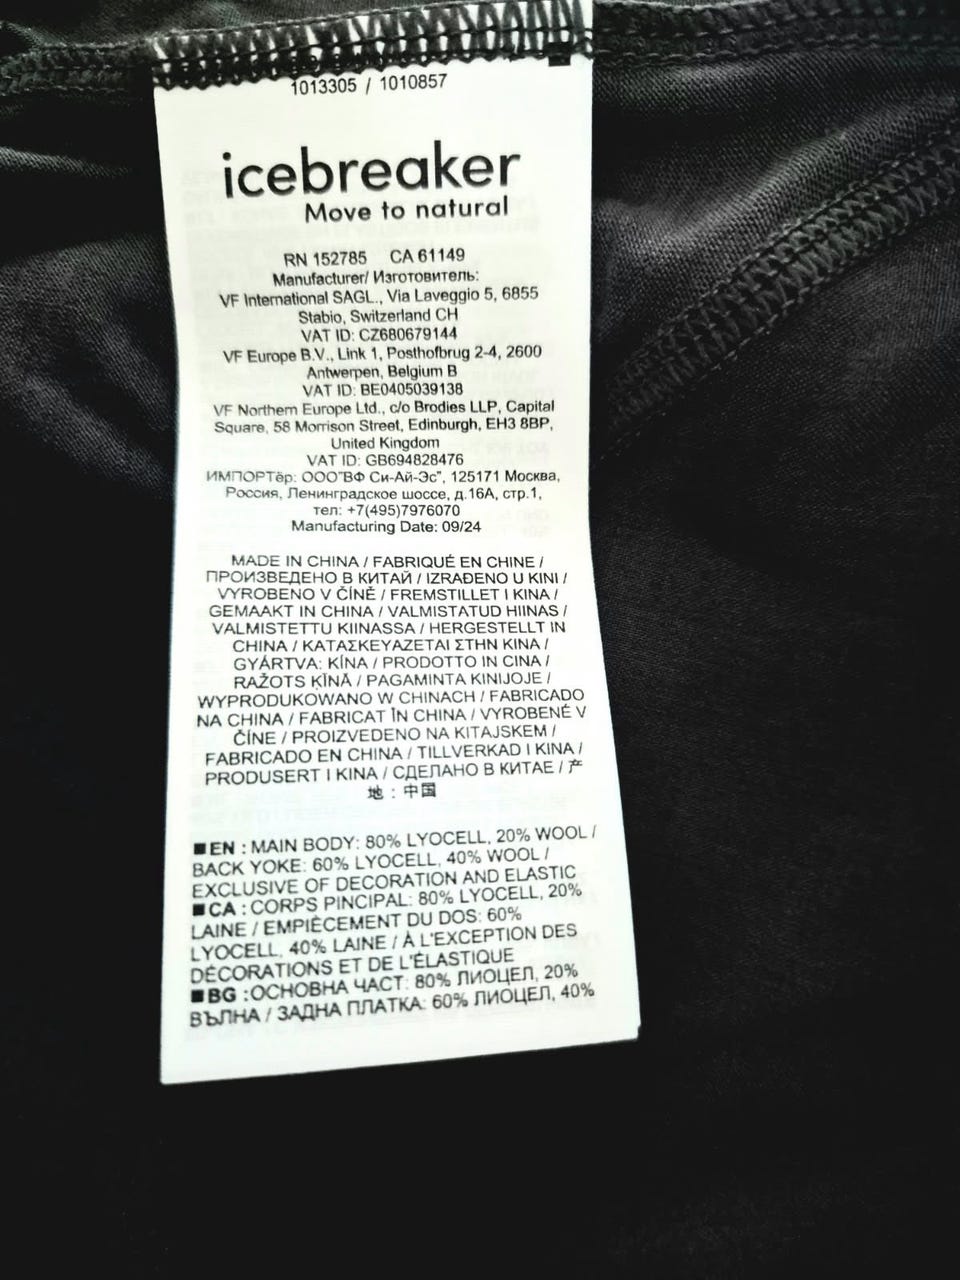 1013305 / 1010857
icebreaker
Move to natural
RN 152785 CA 61149
Manufacturer/ Изготовитель:
VF International SAGL., Via Laveggio 5, 6855
Stabio, Switzerland CH
VAT ID: CZ680679144
VF Europe B.V., Link 1, Posthofbrug 2-4, 2600
Antwerpen, Belgium B
VAT ID: BE0405039138
VF Northern Europe Ltd., c/o Brodies LLP, Capital
Square, 58 Morrison Street, Edinburgh, EH3 8BP,
United Kingdom
VAT ID: GB694828476
ИМПОРТёр: ООО"ВФ Си-Ай-Эс", 125171 Москва,
Россия, Ленинградское шоссе, д.16А, стр.1,
тел: +7(495)7976070
Manufacturing Date: 09/24
MADE IN CHINA / FABRIQUÉ EN CHINE /
ПРОИЗВЕДЕНО В КИТАЙ / IZRAĐENO U KINI /
VYROBENO V ČÍNĚ / FREMSTILLET I KINA /
GEMAAKT IN CHINA / VALMISTATUD HIINAS /
VALMISTETTU KIINASSA / HERGESTELLT IN
CHINA / ΚΑΤΑΣΚΕΥΑΖΕΤΑΙ ΣΤΗΝ ΚΙΝΑ /
GYÁRTVA: KÍNA / PRODOTTO IN CINA /
RAŽOTS ĶĪNĀ / PAGAMINTA KINIJOJE /
WYPRODUKOWANO W CHINACH / FABRICADO
NA CHINA / FABRICAT ÎN CHINA / VYROBENÉ V
ČÍNE / PROIZVEDENO NA KITAJSKEM /
FABRICADO EN CHINA / TILLVERKAD I KINA /
PRODUSERT I KINA / СДЕЛАНО В КИТАЕ / 产
地 : 中国
■EN : MAIN BODY: 80% LYOCELL, 20% WOOL /
BACK YOKE: 60% LYOCELL, 40% WOOL /
EXCLUSIVE OF DECORATION AND ELASTIC
■CA : CORPS PINCIPAL: 80% LYOCELL, 20%
LAINE / EMPIÈCEMENT DU DOS: 60%
LYOCELL, 40% LAINE / À L'EXCEPTION DES
DÉCORATIONS ET DE L'ÉLASTIQUE
■BG :ОСНОВНА ЧАСТ: 80% ЛИОЦЕЛ, 20%
ВЪЛНА / ЗАДНА ПЛАТКА: 60% ЛИОЦЕЛ, 40%